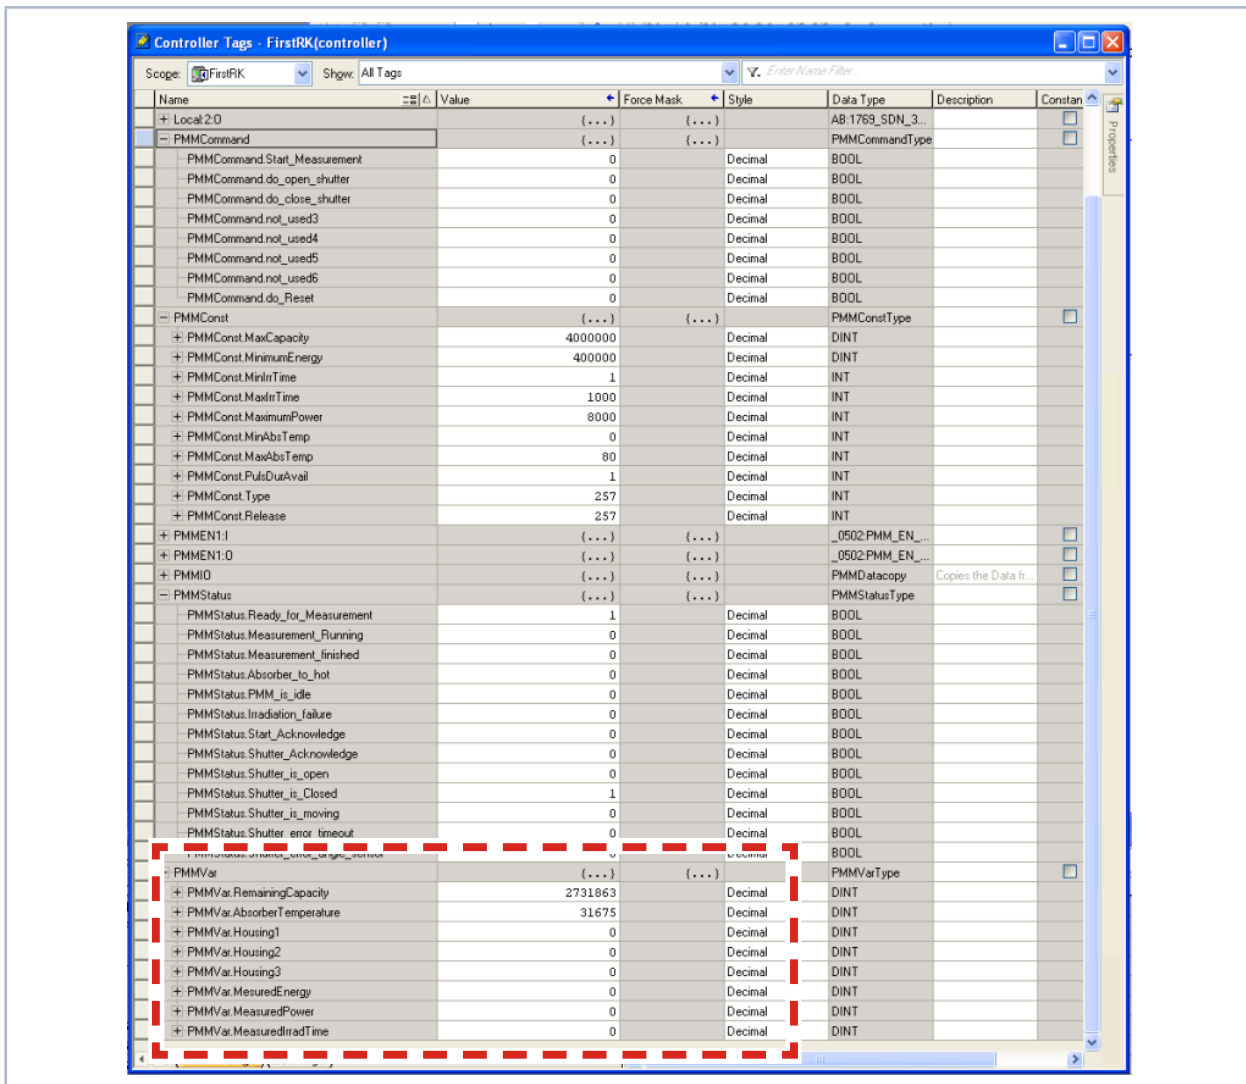 Controller Tags - FirstRK(controller)
Scope: FirstRK Show: All Tags Enter Name Filter...
Name Value Force Mask Style Data Type Description Constan
Local:2:O {...} {...} AB:1769_SDN_3...
PMMCommand {...} {...} PMMCommandType
PMMCommand.Start_Measurement 0 Decimal BOOL
PMMCommand.do_open_shutter 0 Decimal BOOL
PMMCommand.do_close_shutter 0 Decimal BOOL
PMMCommand.not_used3 0 Decimal BOOL
PMMCommand.not_used4 0 Decimal BOOL
PMMCommand.not_used5 0 Decimal BOOL
PMMCommand.not_used6 0 Decimal BOOL
PMMCommand.do_Reset 0 Decimal BOOL
PMMConst {...} {...} PMMConstType
PMMConst.MaxCapacity 4000000 Decimal DINT
PMMConst.MinimumEnergy 400000 Decimal DINT
PMMConst.MinIrrTime 1 Decimal INT
PMMConst.MaxIrrTime 1000 Decimal INT
PMMConst.MaximumPower 8000 Decimal INT
PMMConst.MinAbsTemp 0 Decimal INT
PMMConst.MaxAbsTemp 80 Decimal INT
PMMConst.PulsDurAvail 1 Decimal INT
PMMConst.Type 257 Decimal INT
PMMConst.Release 257 Decimal INT
PMMEN1:I {...} {...} _0502:PMM_EN_...
PMMEN1:O {...} {...} _0502:PMM_EN_...
PMMIO {...} {...} PMMDatacopy Copies the Data fr...
PMMStatus {...} {...} PMMStatusType
PMMStatus.Ready_for_Measurement 1 Decimal BOOL
PMMStatus.Measurement_Running 0 Decimal BOOL
PMMStatus.Measurement_finished 0 Decimal BOOL
PMMStatus.Absorber_to_hot 0 Decimal BOOL
PMMStatus.PMM_is_idle 0 Decimal BOOL
PMMStatus.Irradiation_failure 0 Decimal BOOL
PMMStatus.Start_Acknowledge 0 Decimal BOOL
PMMStatus.Shutter_Acknowledge 0 Decimal BOOL
PMMStatus.Shutter_is_open 0 Decimal BOOL
PMMStatus.Shutter_is_Closed 1 Decimal BOOL
PMMStatus.Shutter_is_moving 0 Decimal BOOL
PMMStatus.Shutter_error_timeout 0 Decimal BOOL
PMMStatus.Shutter_error_angle_sensor 0 Decimal BOOL
PMMVar {...} {...} PMMVarType
PMMVar.RemainingCapacity 2731863 Decimal DINT
PMMVar.AbsorberTemperature 31675 Decimal DINT
PMMVar.Housing1 0 Decimal DINT
PMMVar.Housing2 0 Decimal DINT
PMMVar.Housing3 0 Decimal DINT
PMMVar.MesuredEnergy 0 Decimal DINT
PMMVar.MeasuredPower 0 Decimal DINT
PMMVar.MeasuredIrradTime 0 Decimal DINT
Properties